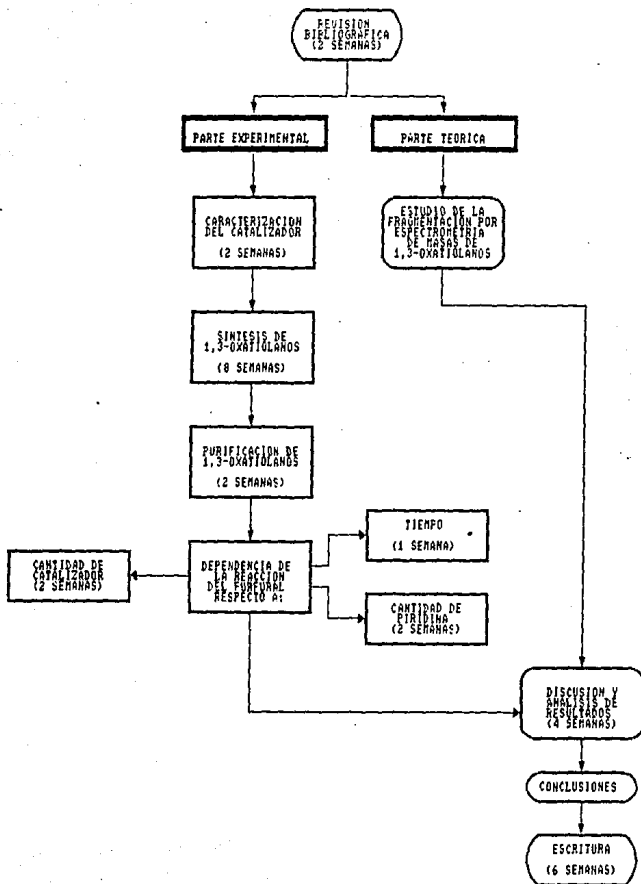 REVISION
BIBLIOGRAFICA
(2 SEMANAS)
PARTE EXPERIMENTAL
PARTE TEORICA
CARACTERIZACION
DEL CATALIZADOR
(2 SEMANAS)
ESTUDIO DE LA
FRAGMENTACIÓN POR
ESPECTROMETRIA
DE MASAS DE
1,3-OXATIOLANOS
SINTESIS DE
1,3-OXATIOLANOS
(8 SEMANAS)
PURIFICACION DE
1,3-OXATIOLANOS
(2 SEMANAS)
TIEMPO
(1 SEMANA)
CANTIDAD DE
CATALIZADOR
(2 SEMANAS)
DEPENDENCIA DE
LA REACCION
DEL FURFURAL
RESPECTO A:
CANTIDAD DE
PIRIDINA
(2 SEMANAS)
DISCUSION Y
ANALISIS DE
RESULTADOS
(4 SEMANAS)
CONCLUSIONES
ESCRITURA
(6 SEMANAS)